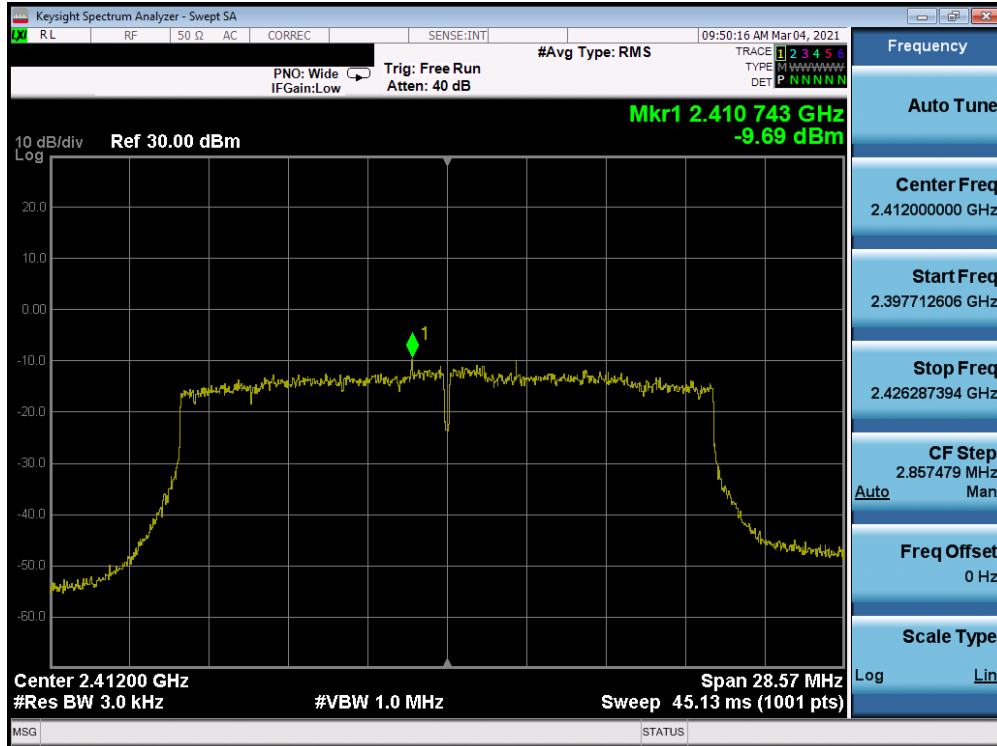 Keysight Spectrum Analyzer - Swept SA
LXI RL RF 50 Ω AC CORREC SENSE:INT 09:50:16 AM Mar 04, 2021
#Avg Type: RMS
TRACE 1 2 3 4 5 6
PNO: Wide Trig: Free Run TYPE M WWWWW
IFGain:Low Atten: 40 dB DET P N N N N N
Mkr1 2.410 743 GHz
-9.69 dBm
10 dB/div Ref 30.00 dBm
Log
20.0
10.0
0.00
1
-10.0
-20.0
-30.0
-40.0
-50.0
-60.0
Center 2.41200 GHz Span 28.57 MHz
#Res BW 3.0 kHz #VBW 1.0 MHz Sweep 45.13 ms (1001 pts)
MSG STATUS
Frequency
Auto Tune
Center Freq
2.412000000 GHz
Start Freq
2.397712606 GHz
Stop Freq
2.426287394 GHz
CF Step
2.857479 MHz
Auto Man
Freq Offset
0 Hz
Scale Type
Log Lin